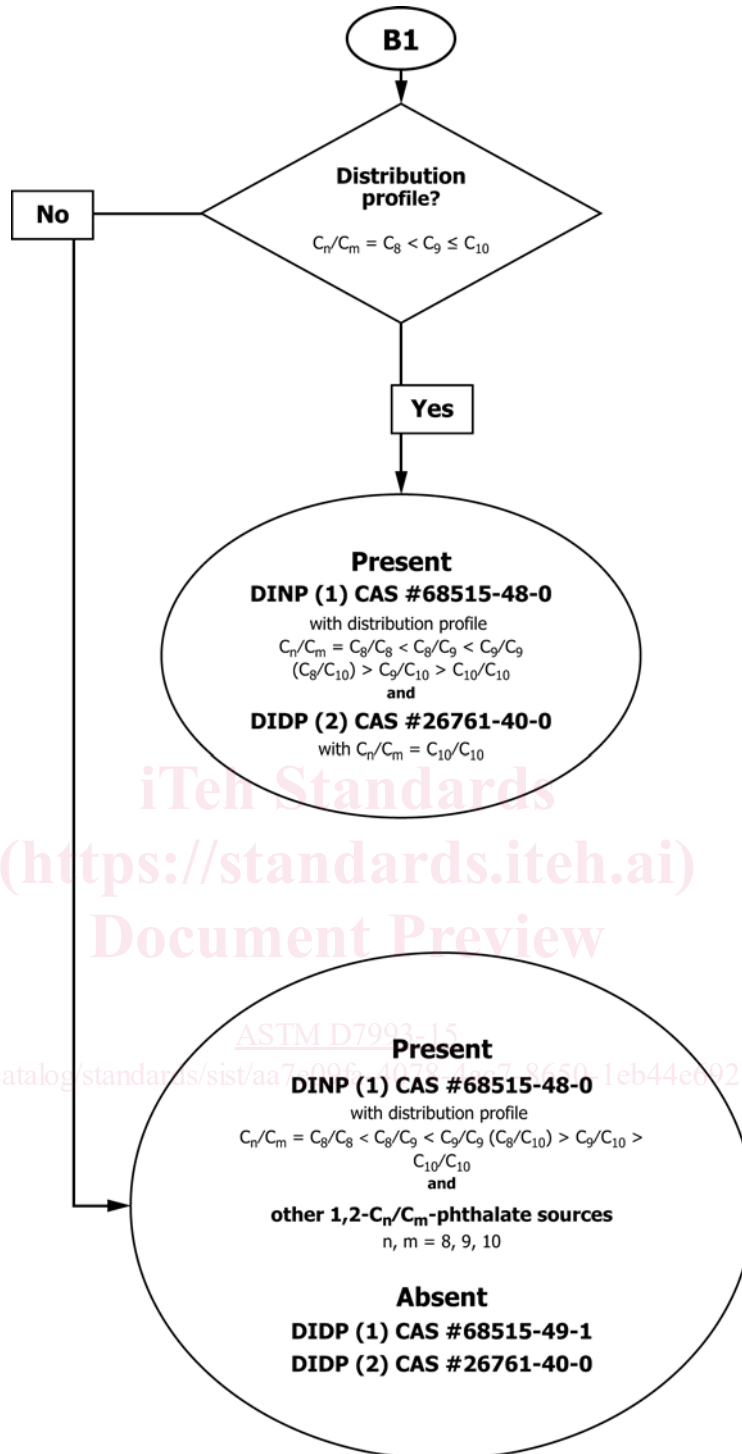 B1
Distribution
profile?
Cₙ/Cₘ = C₈ < C₉ ≤ C₁₀
No
Yes
Present
DINP (1) CAS #68515-48-0
with distribution profile
Cₙ/Cₘ = C₈/C₈ < C₈/C₉ < C₉/C₉
(C₈/C₁₀) > C₉/C₁₀ > C₁₀/C₁₀
and
DIDP (2) CAS #26761-40-0
with Cₙ/Cₘ = C₁₀/C₁₀
iTeh Standards
(https://standards.iteh.ai)
Document Preview
ASTM D7993-15
Present
DINP (1) CAS #68515-48-0
with distribution profile
Cₙ/Cₘ = C₈/C₈ < C₈/C₉ < C₉/C₉ (C₈/C₁₀) > C₉/C₁₀ >
C₁₀/C₁₀
and
other 1,2-Cₙ/Cₘ-phthalate sources
n, m = 8, 9, 10
Absent
DIDP (1) CAS #68515-49-1
DIDP (2) CAS #26761-40-0